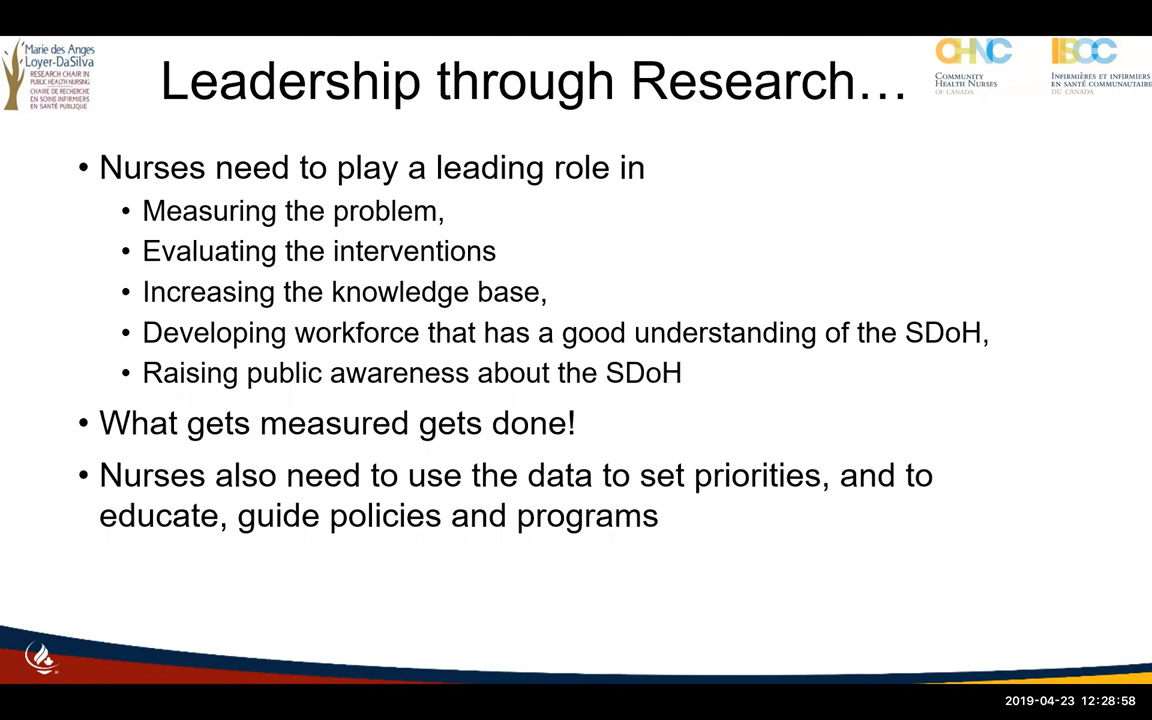 Marie des Anges
Loyer-DaSilva
RESEARCH CHAIR IN
PUBLIC HEALTH NURSING
CHAIRE DE RECHERCHE
EN SOINS INFIRMIERS
EN SANTÉ PUBLIQUE
Leadership through Research…
CHNC
COMMUNITY
HEALTH NURSES
OF CANADA
IISCC
INFIRMIÈRES ET INFIRMIERS
EN SANTÉ COMMUNAUTAIRE
DU CANADA
• Nurses need to play a leading role in
• Measuring the problem,
• Evaluating the interventions
• Increasing the knowledge base,
• Developing workforce that has a good understanding of the SDoH,
• Raising public awareness about the SDoH
• What gets measured gets done!
• Nurses also need to use the data to set priorities, and to
educate, guide policies and programs
2019-04-23 12:28:58